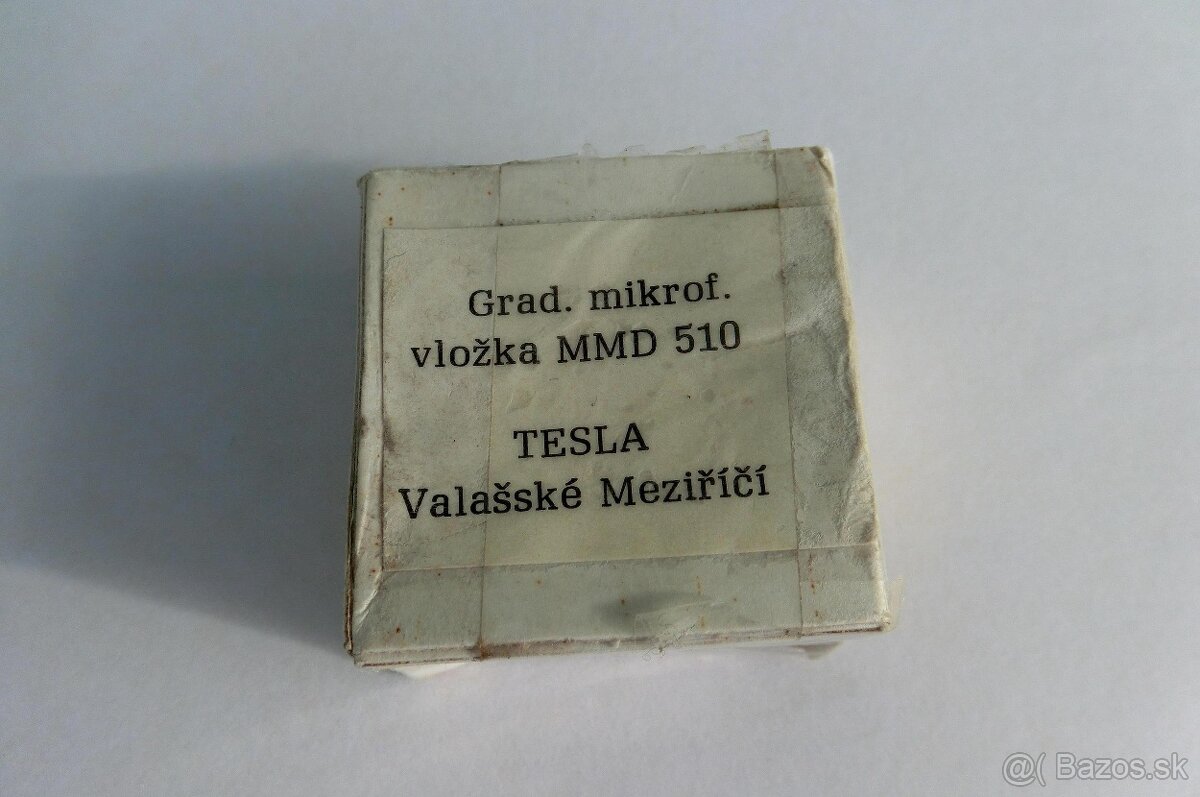 Grad. mikrof.
vložka MMD 510
TESLA
Valašské Meziříčí
@( Bazos.sk